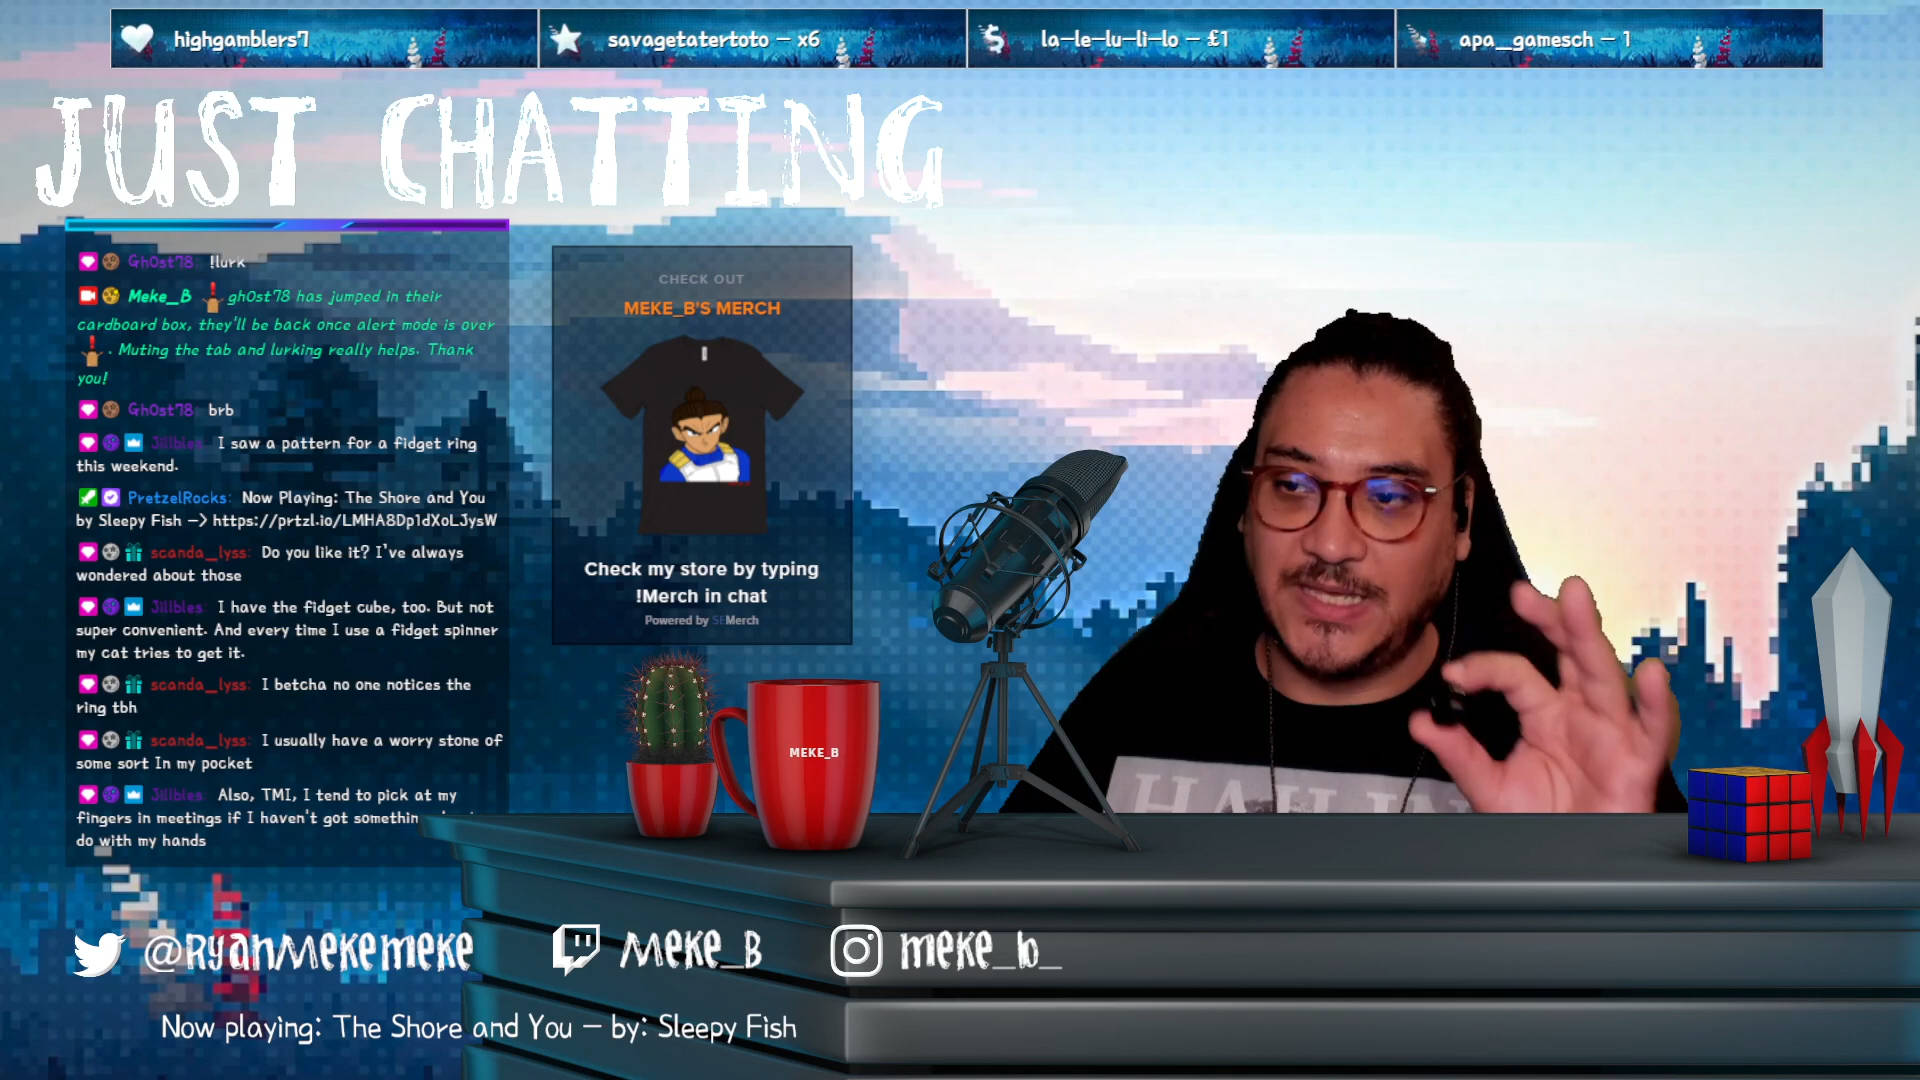 highgamblers7
savagetatertoto – x6
la-le-lu-li-lo – £1
apa_gamesch – 1
JUST CHATTING
Gh0st78: !lurk
Meke_B gh0st78 has jumped in their
cardboard box, they'll be back once alert mode is over
. Muting the tab and lurking really helps. Thank
you!
Gh0st78: brb
Jillbles: I saw a pattern for a fidget ring
this weekend.
PretzelRocks: Now Playing: The Shore and You
by Sleepy Fish -> https://prtzl.io/LMHA8Dp1dXoLJysW
scanda_lyss: Do you like it? I've always
wondered about those
Jillbles: I have the fidget cube, too. But not
super convenient. And every time I use a fidget spinner
my cat tries to get it.
scanda_lyss: I betcha no one notices the
ring tbh
scanda_lyss: I usually have a worry stone of
some sort In my pocket
Jillbles: Also, TMI, I tend to pick at my
fingers in meetings if I haven't got somethin
do with my hands
CHECK OUT
MEKE_B'S MERCH
Check my store by typing
!Merch in chat
Powered by SEMerch
MEKE_B
@RyanMekemeke
Meke_B
meke_b_
Now playing: The Shore and You – by: Sleepy Fish